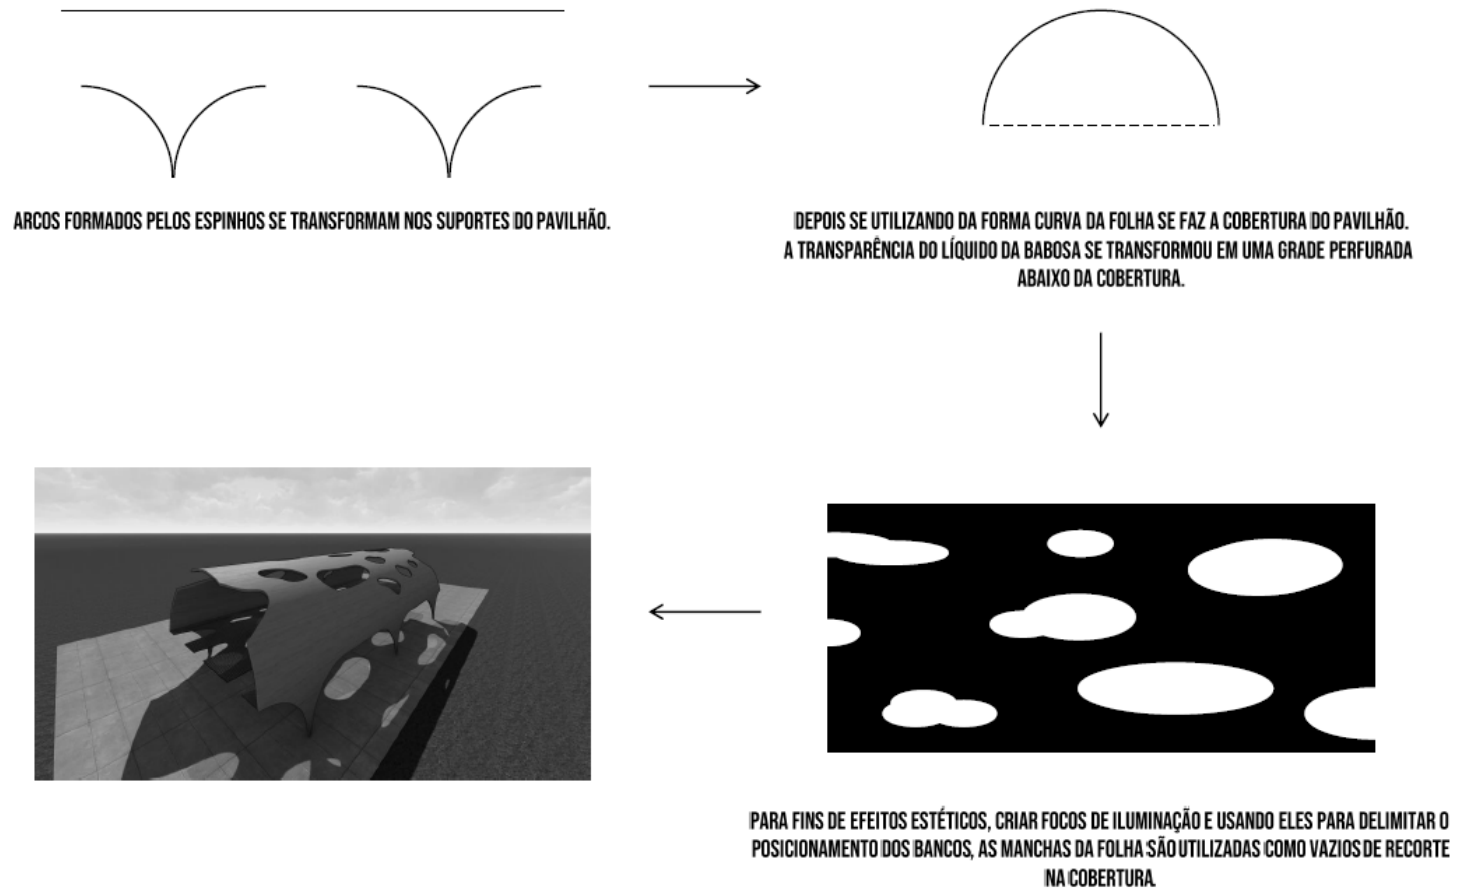 ARCOS FORMADOS PELOS ESPINHOS SE TRANSFORMAM NOS SUPORTES DO PAVILHÃO.
DEPOIS SE UTILIZANDO DA FORMA CURVA DA FOLHA SE FAZ A COBERTURA DO PAVILHÃO.
A TRANSPARÊNCIA DO LÍQUIDO DA BABOSA SE TRANSFORMOU EM UMA GRADE PERFURADA
ABAIXO DA COBERTURA.
PARA FINS DE EFEITOS ESTÉTICOS, CRIAR FOCOS DE ILUMINAÇÃO E USANDO ELES PARA DELIMITAR O
POSICIONAMENTO DOS BANCOS, AS MANCHAS DA FOLHA SÃO UTILIZADAS COMO VAZIOS DE RECORTE
NA COBERTURA.